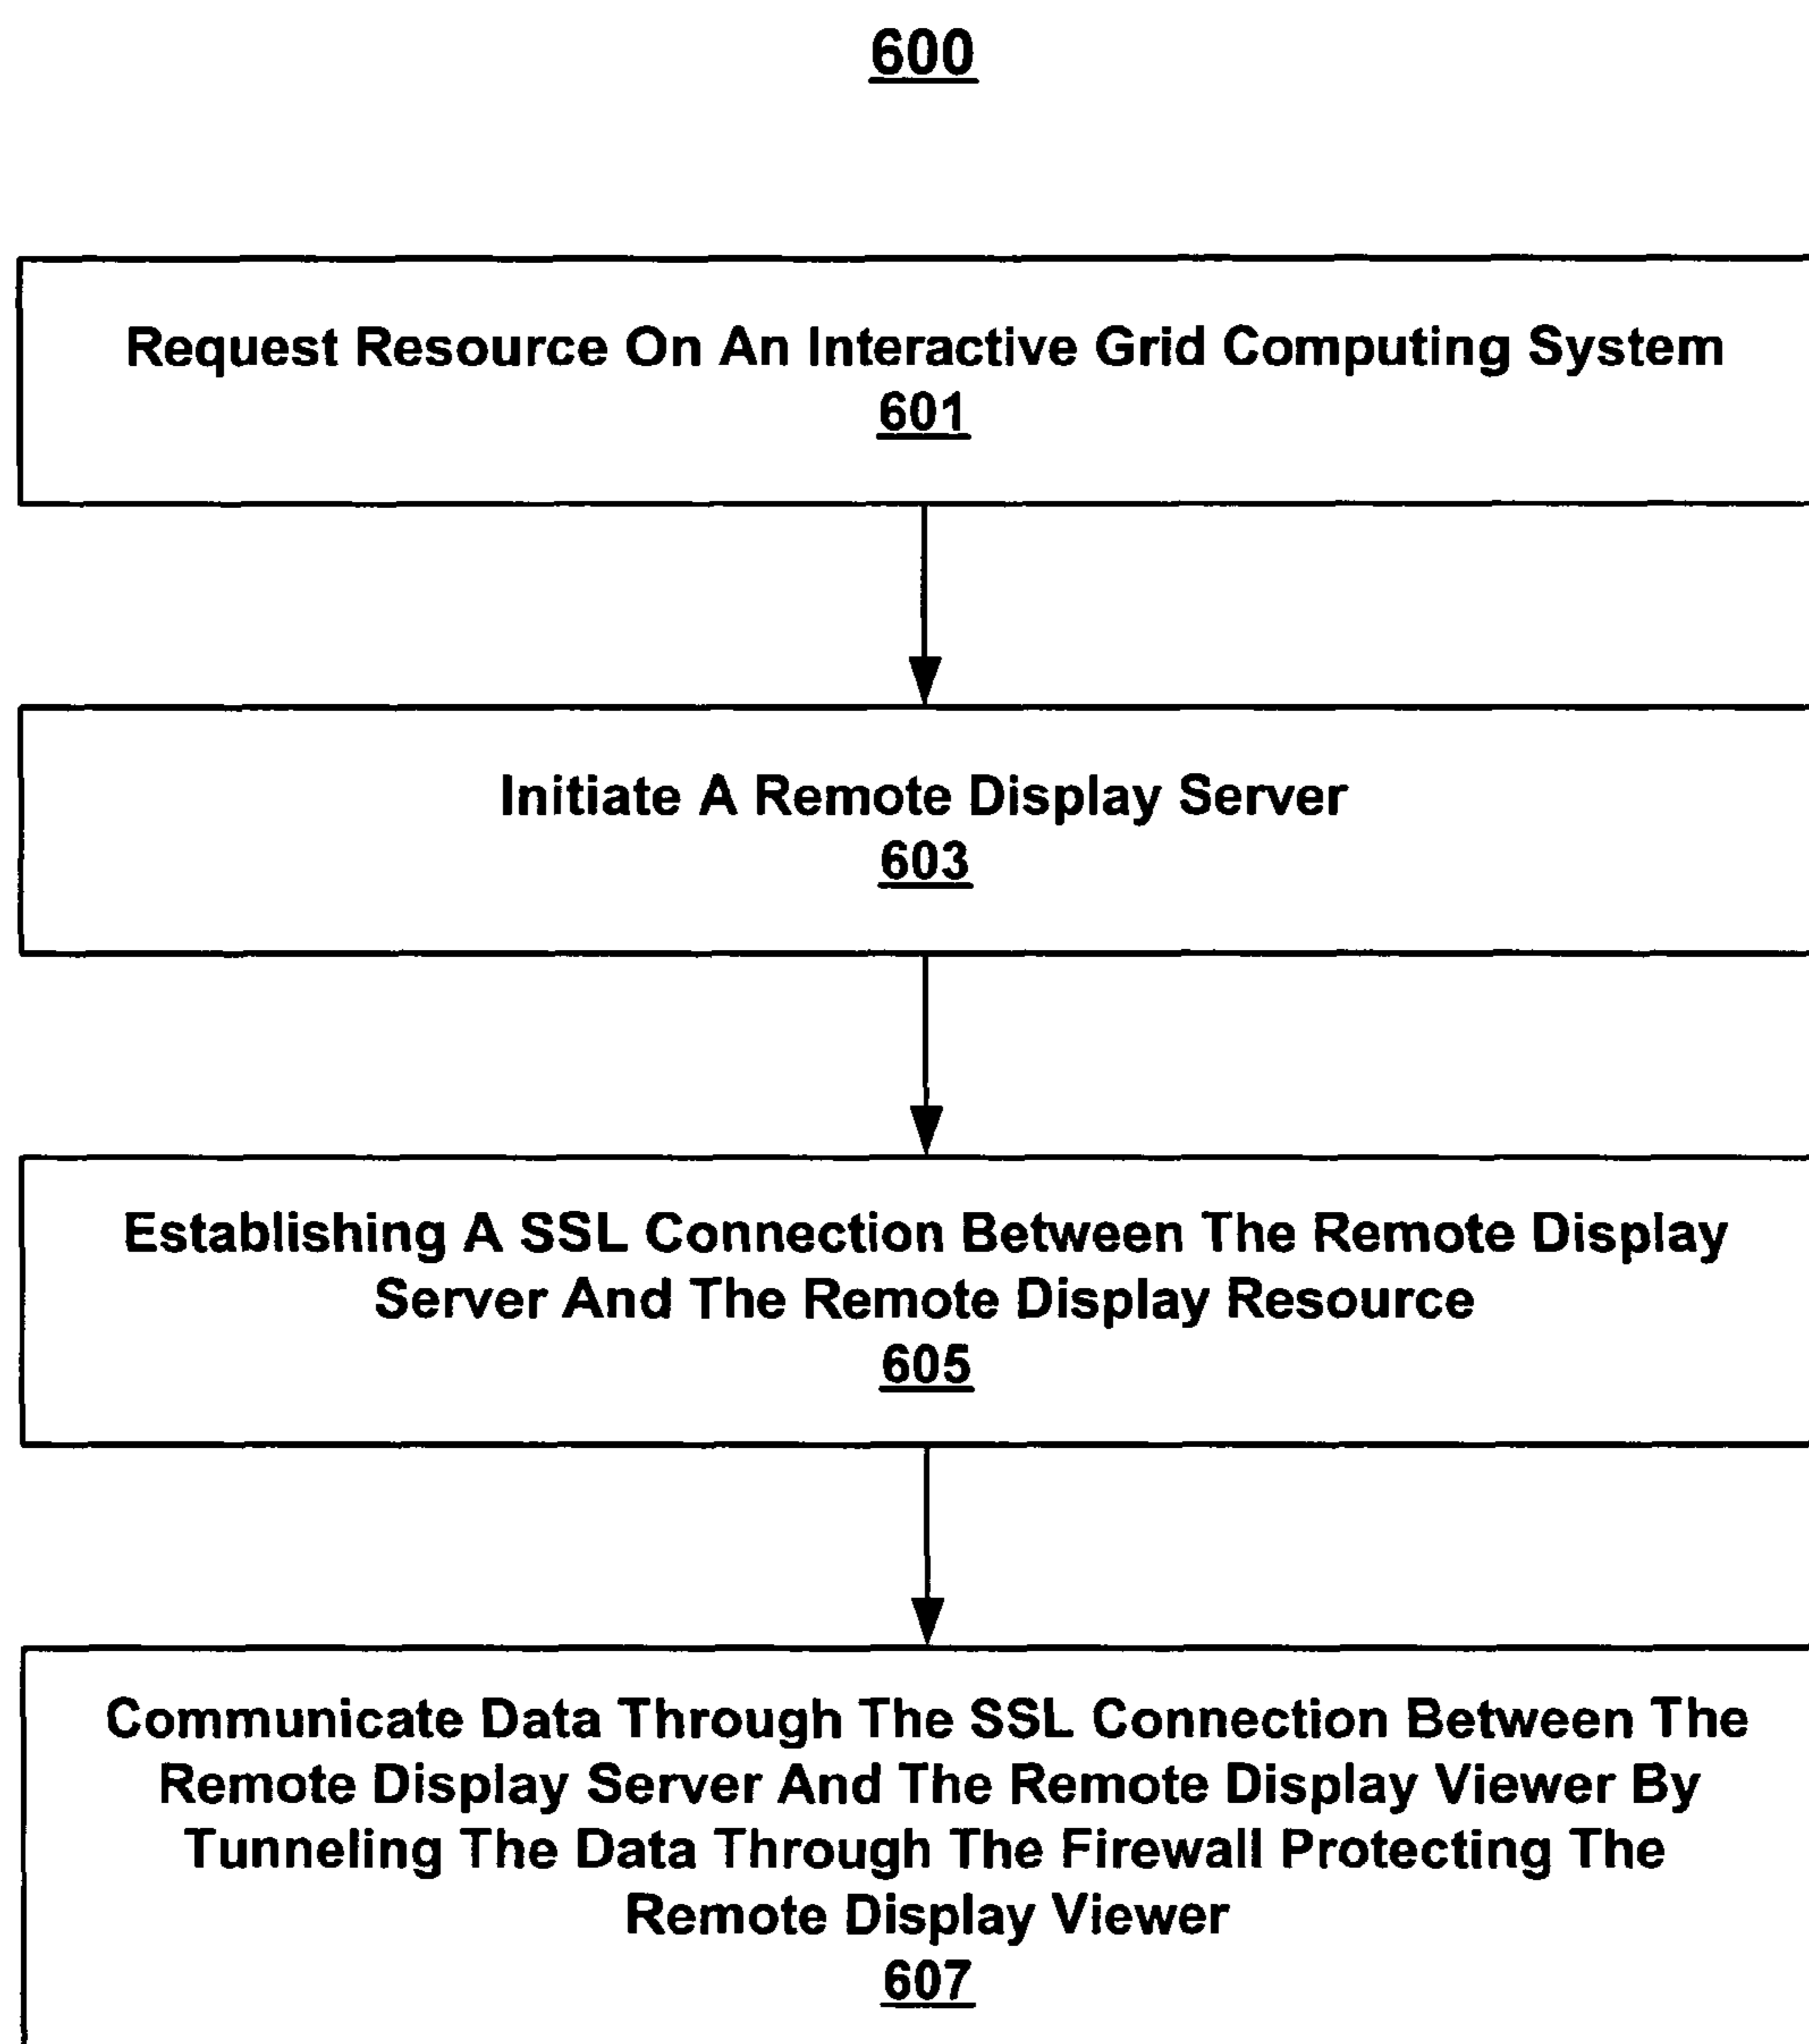 600
Request Resource On An Interactive Grid Computing System
601
Initiate A Remote Display Server
603
Establishing A SSL Connection Between The Remote Display
Server And The Remote Display Resource
605
Communicate Data Through The SSL Connection Between The
Remote Display Server And The Remote Display Viewer By
Tunneling The Data Through The Firewall Protecting The
Remote Display Viewer
607